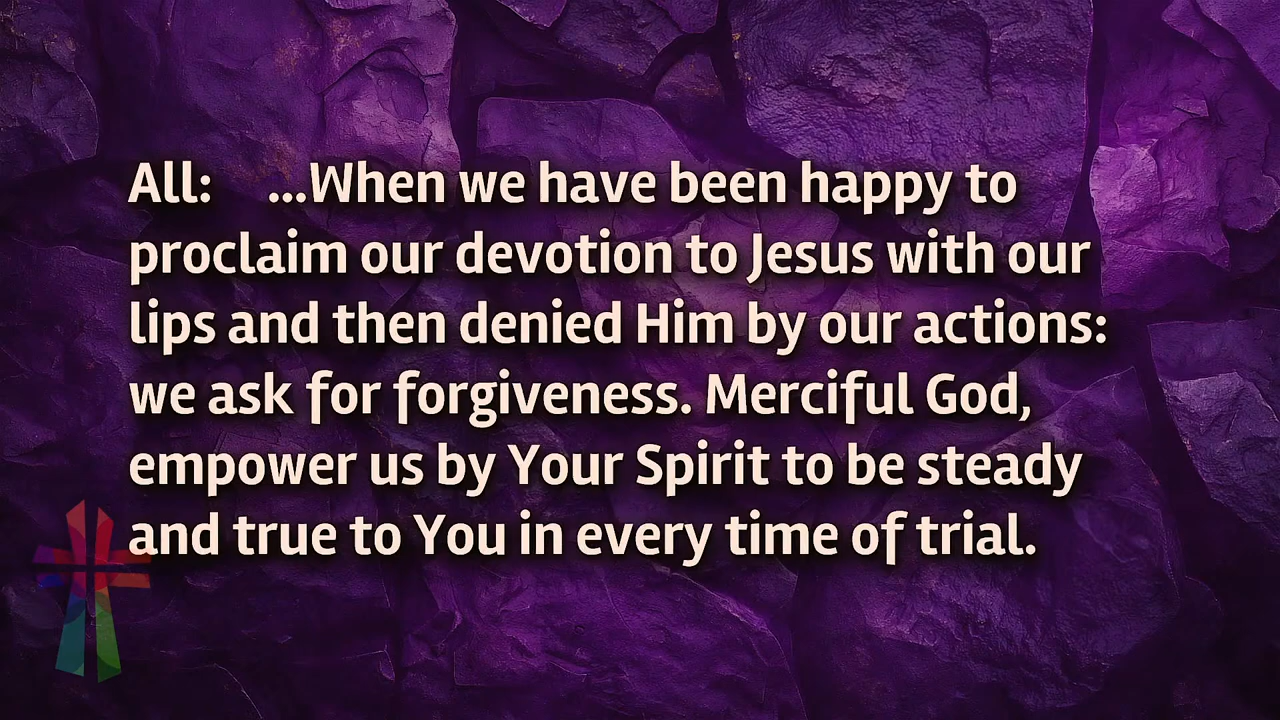 All: ...When we have been happy to
proclaim our devotion to Jesus with our
lips and then denied Him by our actions:
we ask for forgiveness. Merciful God,
empower us by Your Spirit to be steady
and true to You in every time of trial.